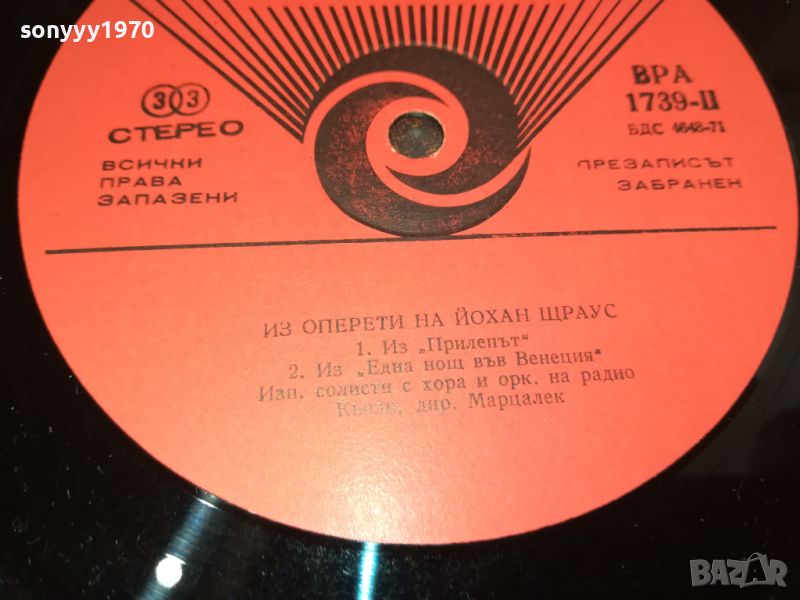 sonyyy1970
33
СТЕРЕО
ВСИЧКИ
ПРАВА
ЗАПАЗЕНИ
ВРА
1739-II
БДС 4648-71
ПРЕЗАПИСЪТ
ЗАБРАНЕН
ИЗ ОПЕРЕТИ НА ЙОХАН ЩРАУС
1. Из „Прилепът“
2. Из „Една нощ във Венеция“
Изп. солисти с хора и орк. на радио
Кьолн, дир. Марцалек
BAZAR